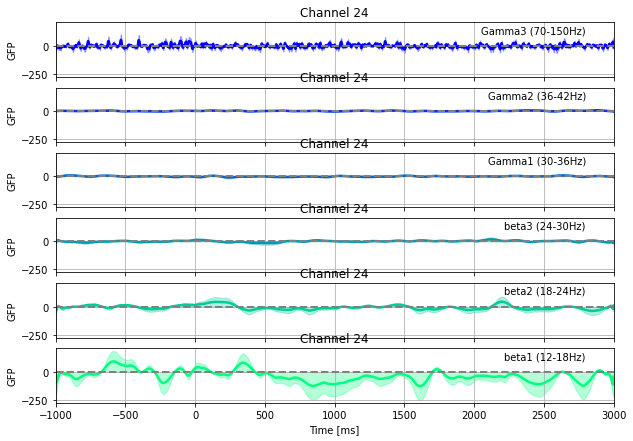 Channel 24
GFP
0
−250
Gamma3 (70-150Hz)
Channel 24
GFP
0
−250
Gamma2 (36-42Hz)
Channel 24
GFP
0
−250
Gamma1 (30-36Hz)
Channel 24
GFP
0
−250
beta3 (24-30Hz)
Channel 24
GFP
0
−250
beta2 (18-24Hz)
Channel 24
GFP
0
−250
beta1 (12-18Hz)
−1000 −500 0 500 1000 1500 2000 2500 3000
Time [ms]